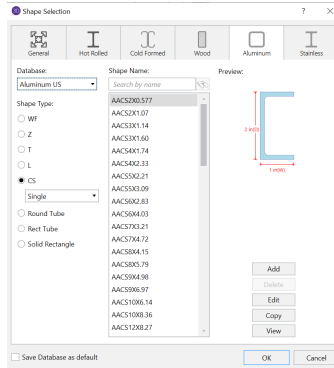 Shape Selection
? ×
General Hot Rolled Cold Formed Wood Aluminum Stainless
Database: Shape Name: Preview:
Aluminum US
Search by name
Shape Type:
WF
Z
T
L
CS
Single
Round Tube
Rect Tube
Solid Rectangle
AACS2X0.577
AACS2X1.07
AACS3X1.14
AACS3X1.60
AACS4X1.74
AACS4X2.33
AACS5X2.21
AACS5X3.09
AACS6X2.83
AACS6X4.03
AACS7X3.21
AACS7X4.72
AACS8X4.15
AACS8X5.79
AACS9X4.98
AACS9X6.97
AACS10X6.14
AACS10X8.36
AACS12X8.27
2 in(D)
1 in(W)
Add
Delete
Edit
Copy
View
Save Database as default
OK Cancel